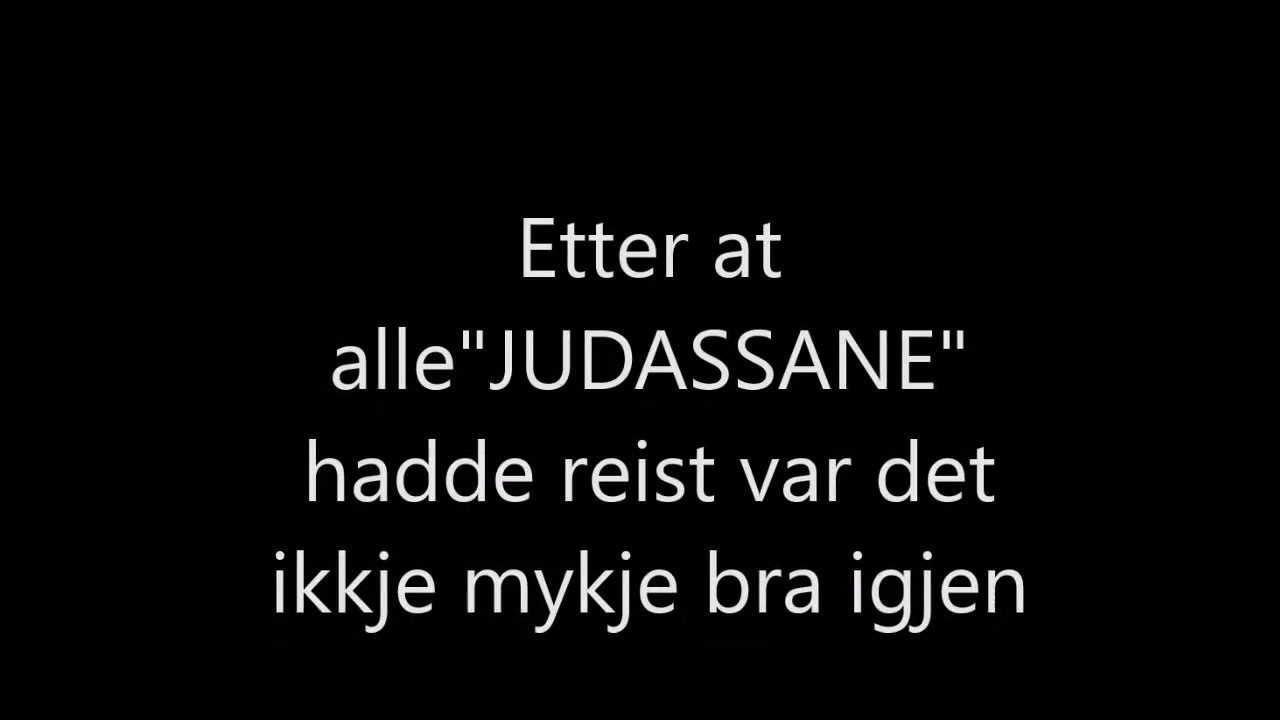 Etter at
alle"JUDASSANE"
hadde reist var det
ikkje mykje bra igjen